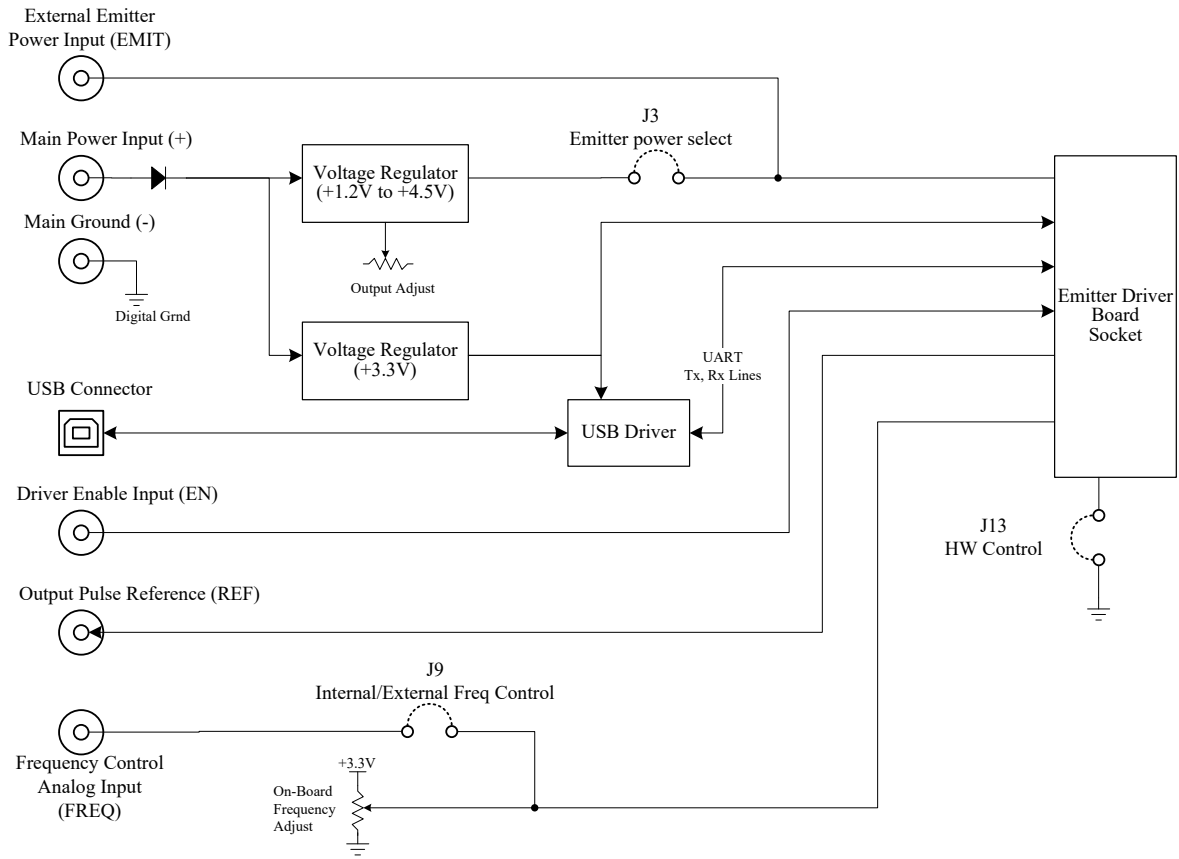 External Emitter
Power Input (EMIT)
J3
Emitter power select
Main Power Input (+)
Voltage Regulator
(+1.2V to +4.5V)
Main Ground (-)
Output Adjust
Digital Grnd
Emitter Driver
Board
Socket
Voltage Regulator
(+3.3V)
UART
Tx, Rx Lines
USB Connector
USB Driver
Driver Enable Input (EN)
J13
HW Control
Output Pulse Reference (REF)
J9
Internal/External Freq Control
Frequency Control
Analog Input
(FREQ)
+3.3V
On-Board
Frequency
Adjust